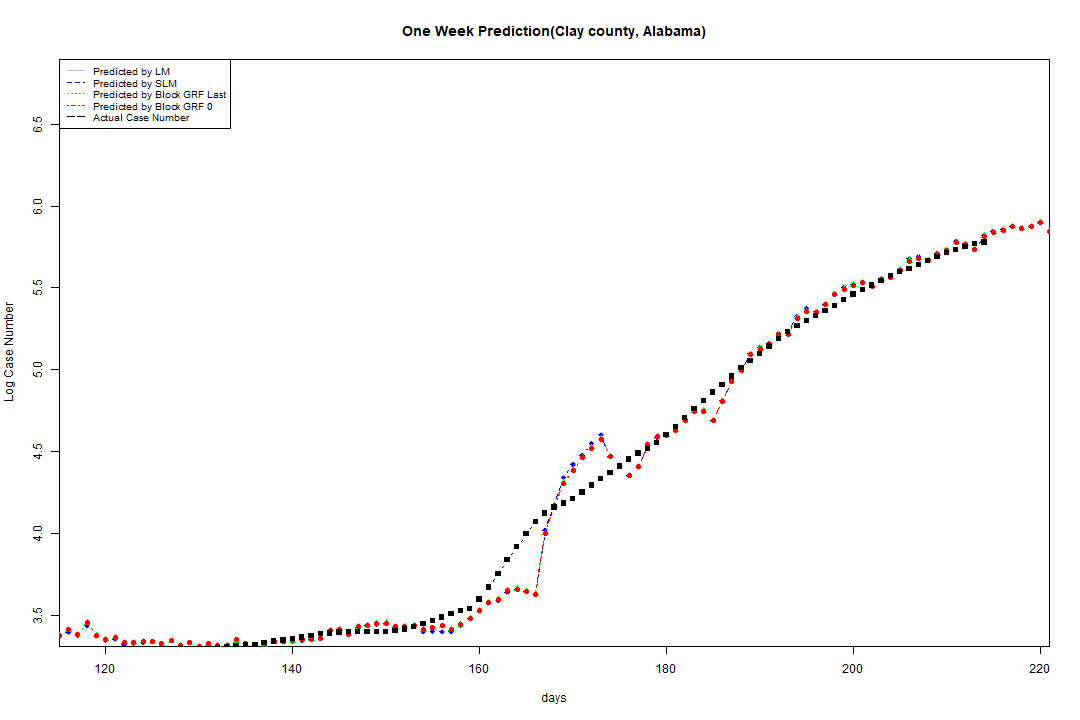 One Week Prediction(Clay county, Alabama)
Predicted by LM
Predicted by SLM
Predicted by Block GRF Last
Predicted by Block GRF 0
Actual Case Number
6.5
6.0
5.5
5.0
4.5
4.0
3.5
Log Case Number
120 140 160 180 200 220
days